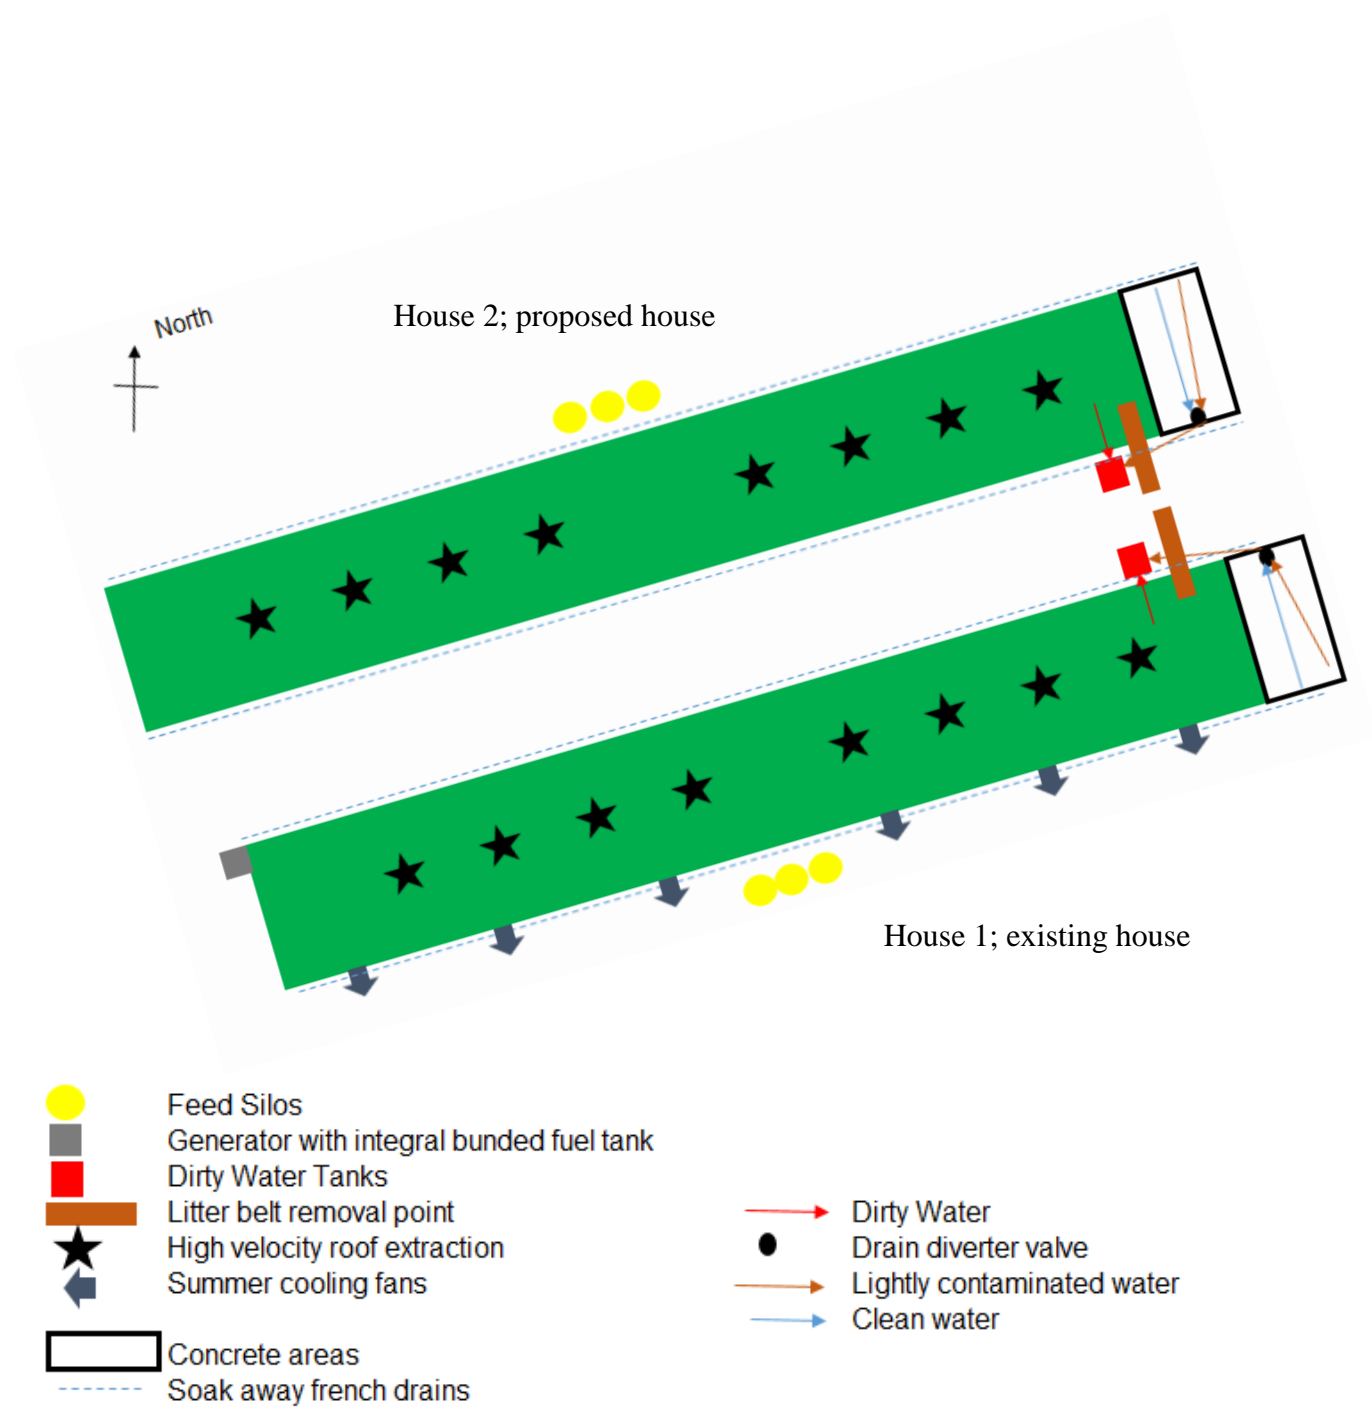 North
House 2; proposed house
House 1; existing house
Feed Silos
Generator with integral bunded fuel tank
Dirty Water Tanks
Litter belt removal point
High velocity roof extraction
Summer cooling fans
Concrete areas
Soak away french drains
Dirty Water
Drain diverter valve
Lightly contaminated water
Clean water